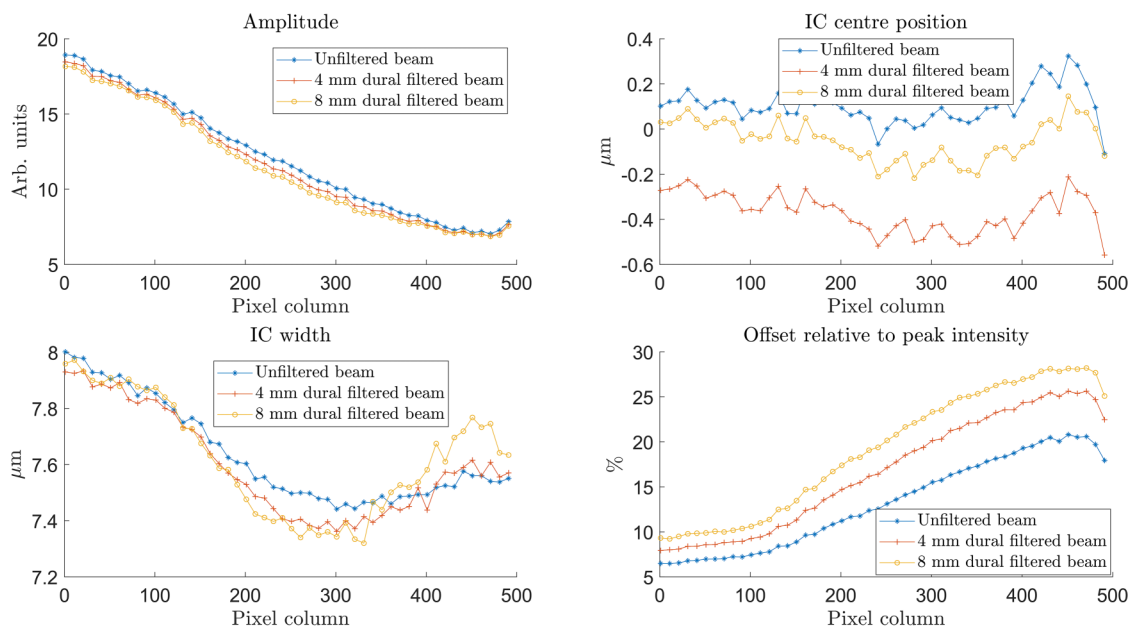 Amplitude
20
15
10
5
Arb. units
0 100 200 300 400 500
Pixel column
Unfiltered beam
4 mm dural filtered beam
8 mm dural filtered beam
IC centre position
0.4
0.2
0
-0.2
-0.4
-0.6
μm
0 100 200 300 400 500
Pixel column
Unfiltered beam
4 mm dural filtered beam
8 mm dural filtered beam
IC width
8
7.8
7.6
7.4
7.2
μm
0 100 200 300 400 500
Pixel column
Unfiltered beam
4 mm dural filtered beam
8 mm dural filtered beam
Offset relative to peak intensity
30
25
20
15
10
5
%
0 100 200 300 400 500
Pixel column
Unfiltered beam
4 mm dural filtered beam
8 mm dural filtered beam